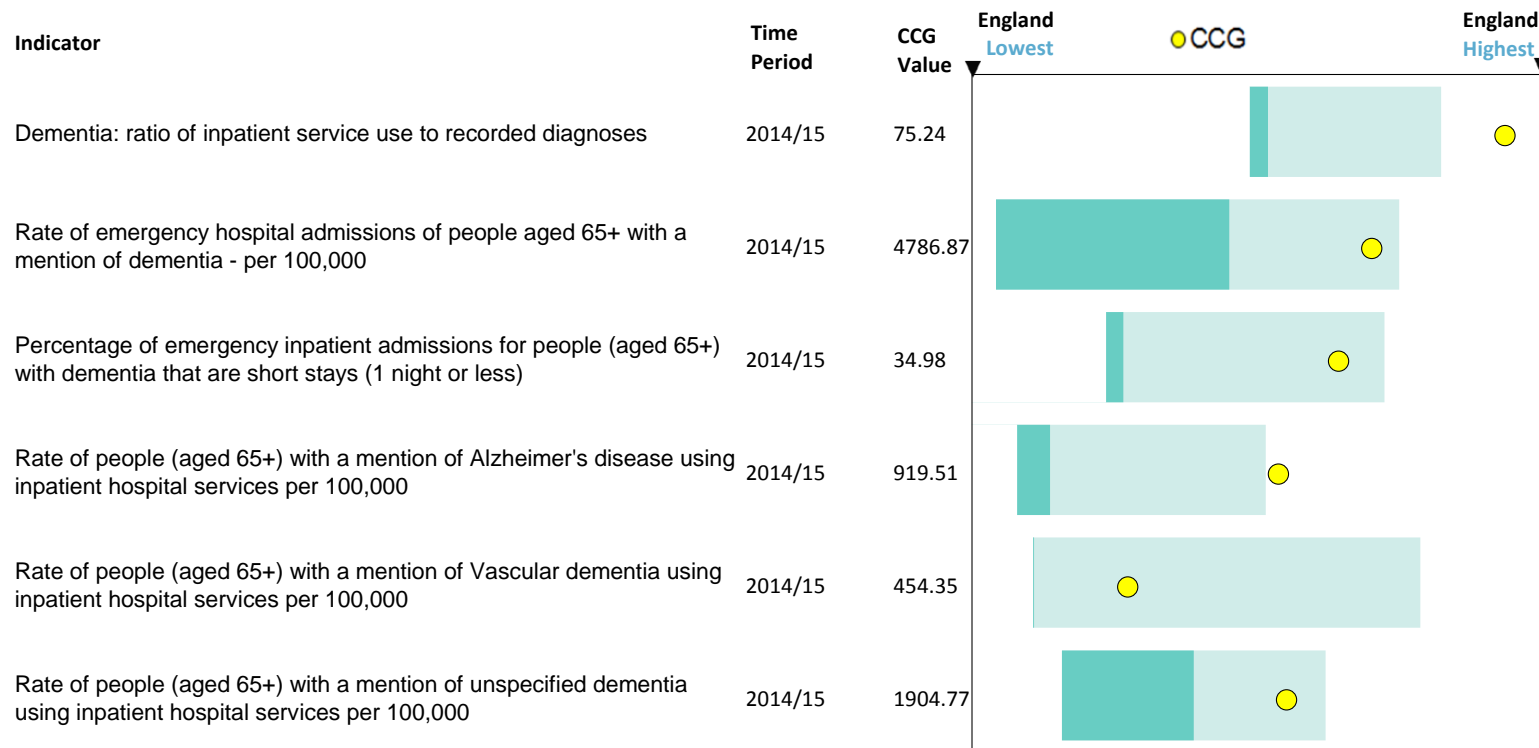 Indicator
Time
Period
CCG
Value
England
Lowest
CCG
England
Highest
Dementia: ratio of inpatient service use to recorded diagnoses
2014/15
75.24
Rate of emergency hospital admissions of people aged 65+ with a
mention of dementia - per 100,000
2014/15
4786.87
Percentage of emergency inpatient admissions for people (aged 65+)
with dementia that are short stays (1 night or less)
2014/15
34.98
Rate of people (aged 65+) with a mention of Alzheimer's disease using
inpatient hospital services per 100,000
2014/15
919.51
Rate of people (aged 65+) with a mention of Vascular dementia using
inpatient hospital services per 100,000
2014/15
454.35
Rate of people (aged 65+) with a mention of unspecified dementia
using inpatient hospital services per 100,000
2014/15
1904.77